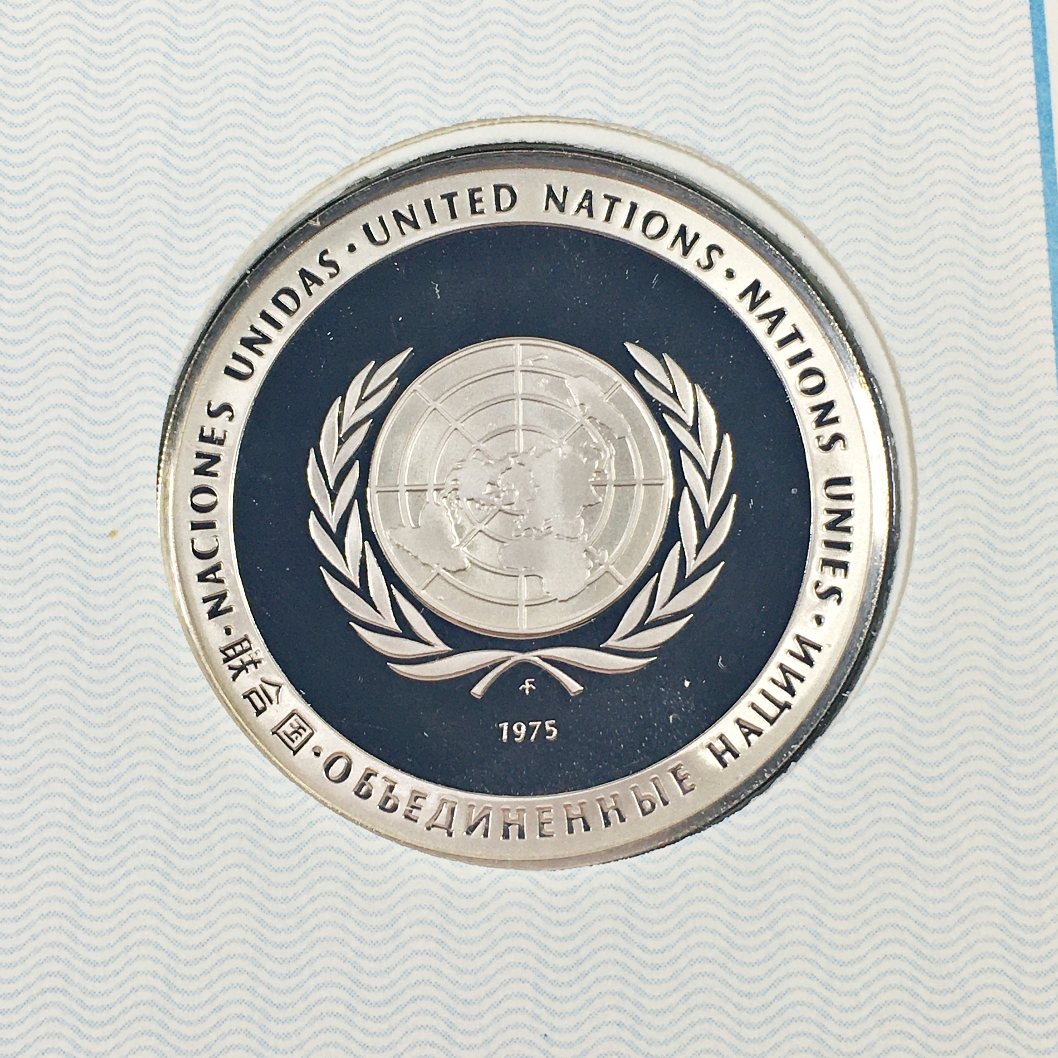 UNITED NATIONS · NATIONS UNIES · ОБЪЕДИНЕННЫЕ НАЦИИ · 联合国 · NACIONES UNIDAS ·
1975